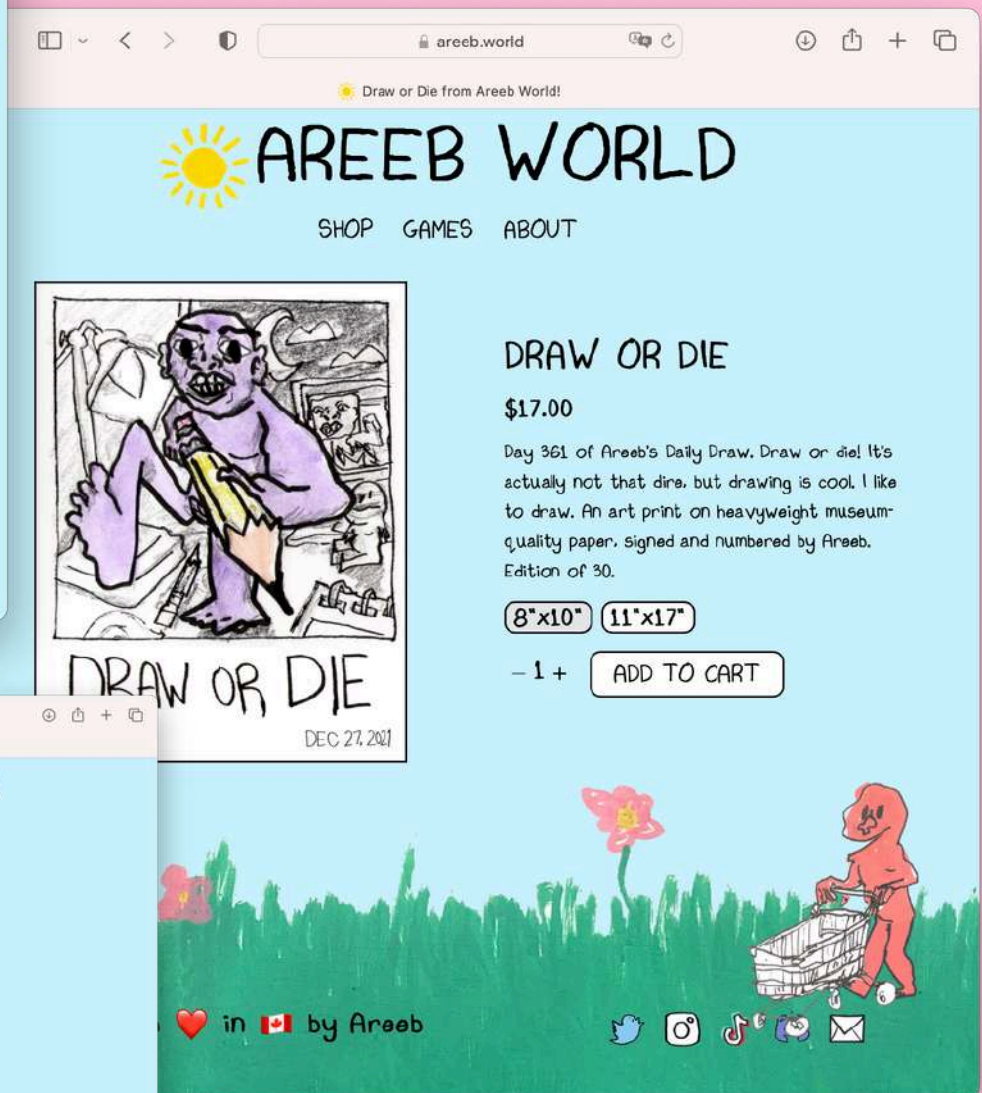 areeb.world
Draw or Die from Areeb World!
AREEB WORLD
SHOP GAMES ABOUT
DRAW OR DIE
DEC 27, 2021
DRAW OR DIE
$17.00
Day 361 of Areeb's Daily Draw. Draw or die! It's
actually not that dire, but drawing is cool. I like
to draw. An art print on heavyweight museum-
quality paper, signed and numbered by Areeb.
Edition of 30.
8"x10" 11"x17"
– 1 + ADD TO CART
in by Areeb